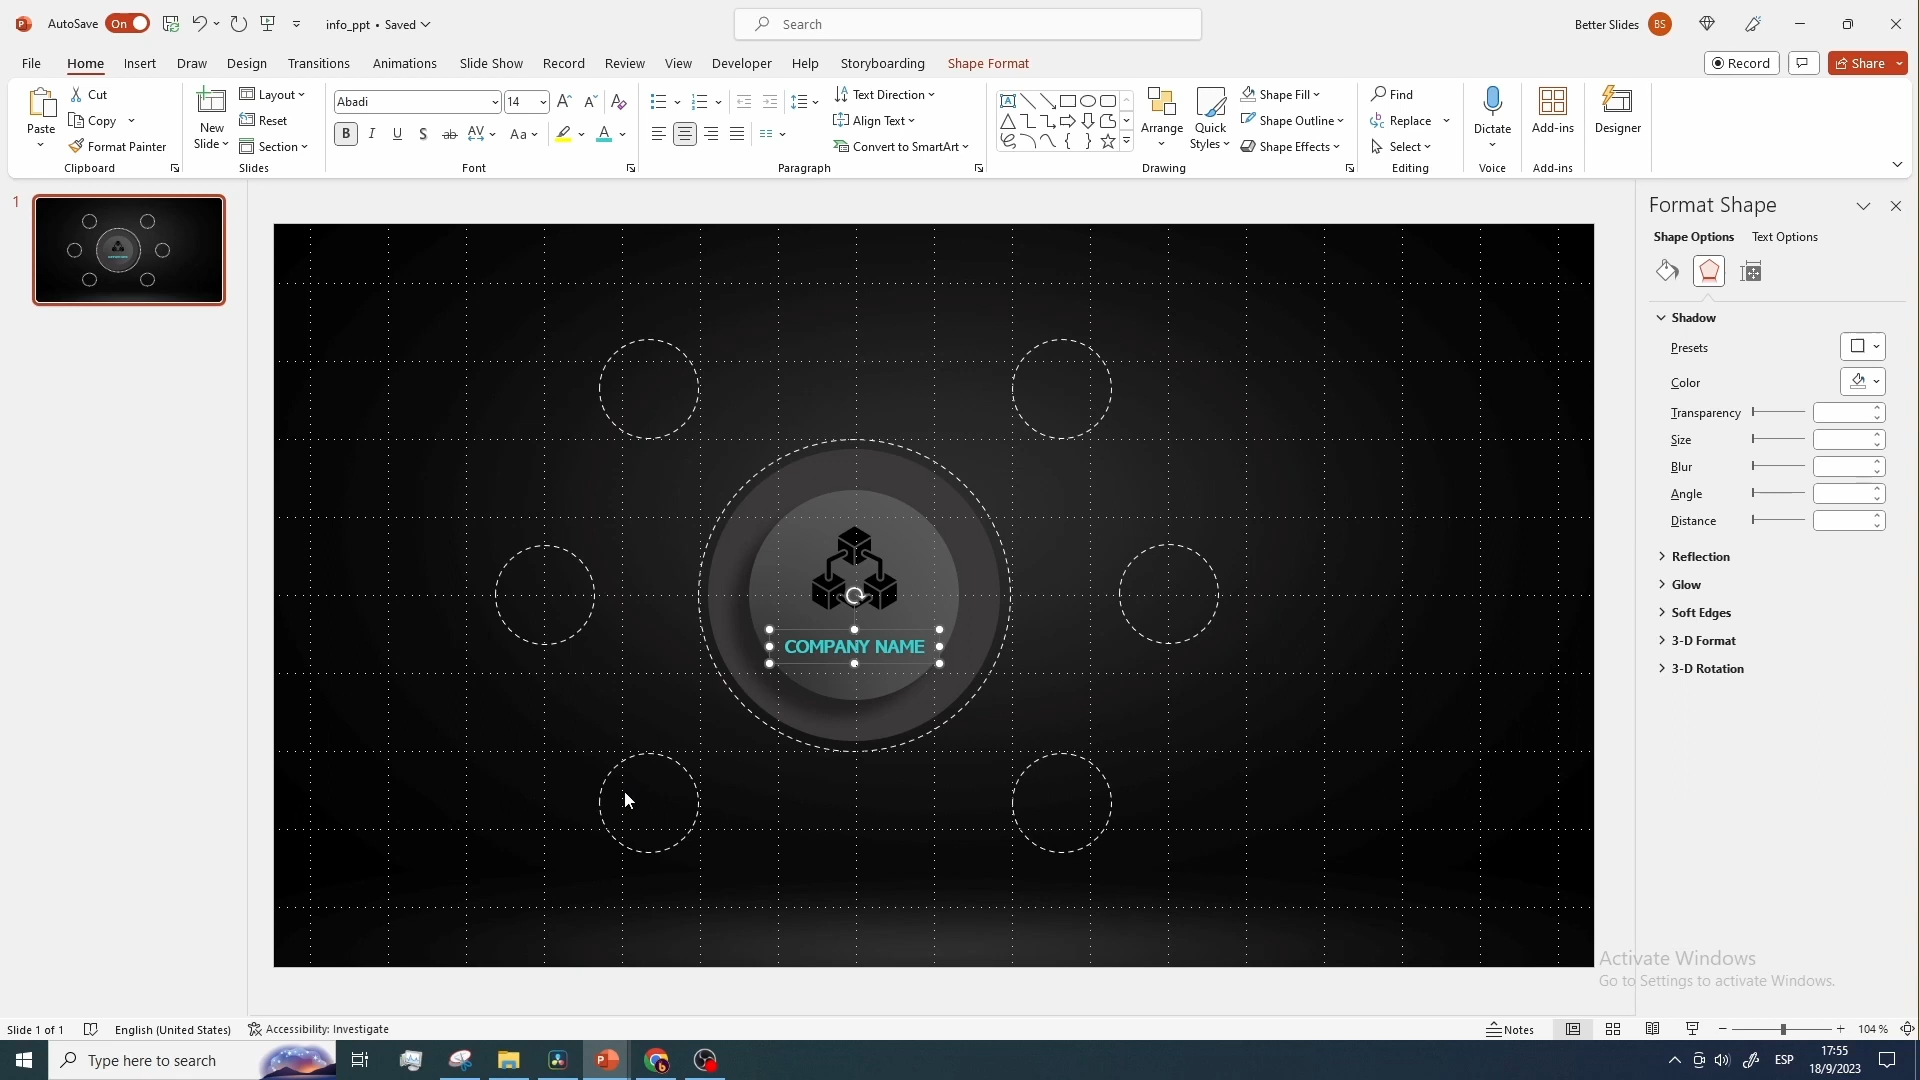 AutoSave On info_ppt • Saved Search Better Slides BS
File Home Insert Draw Design Transitions Animations Slide Show Record Review View Developer Help Storyboarding Shape Format Record Share
Paste Cut Copy Format Painter Clipboard
New Slide Layout Reset Section Slides
Abadi 14 B I U S ab AV Aa A Font
Text Direction Align Text Convert to SmartArt Paragraph
Arrange Quick Styles Shape Fill Shape Outline Shape Effects Drawing
Find Replace Select Editing
Dictate Voice
Add-ins Add-ins
Designer
1
COMPANY NAME
Format Shape
Shape Options Text Options
Shadow
Presets
Color
Transparency
Size
Blur
Angle
Distance
Reflection
Glow
Soft Edges
3-D Format
3-D Rotation
Activate Windows
Go to Settings to activate Windows.
Slide 1 of 1 English (United States) Accessibility: Investigate Notes 104 %
Type here to search ESP 17:55
18/9/2023